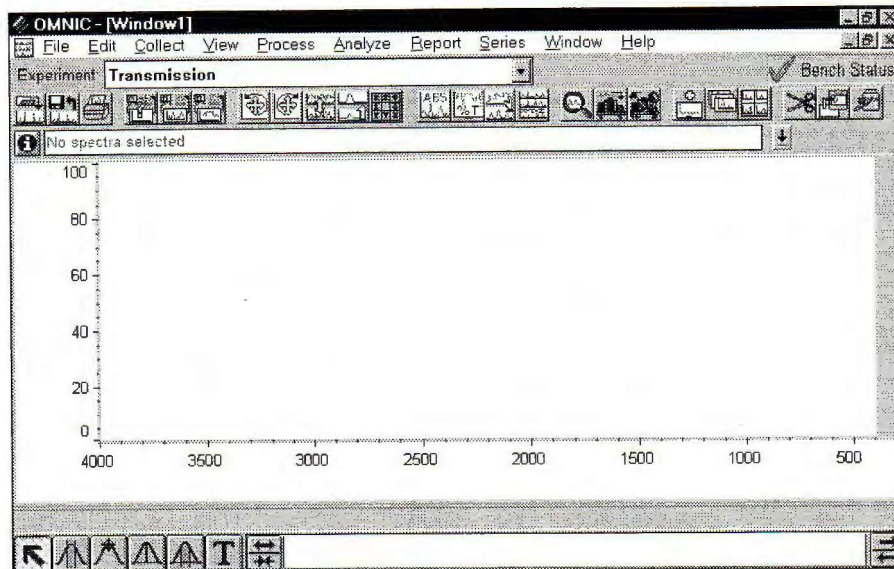 OMNIC - [Window1]
File Edit Collect View Process Analyze Report Series Window Help
Experiment Transmission Bench Status
ABS %T
No spectra selected
100
80
60
40
20
0
4000 3500 3000 2500 2000 1500 1000 500
T